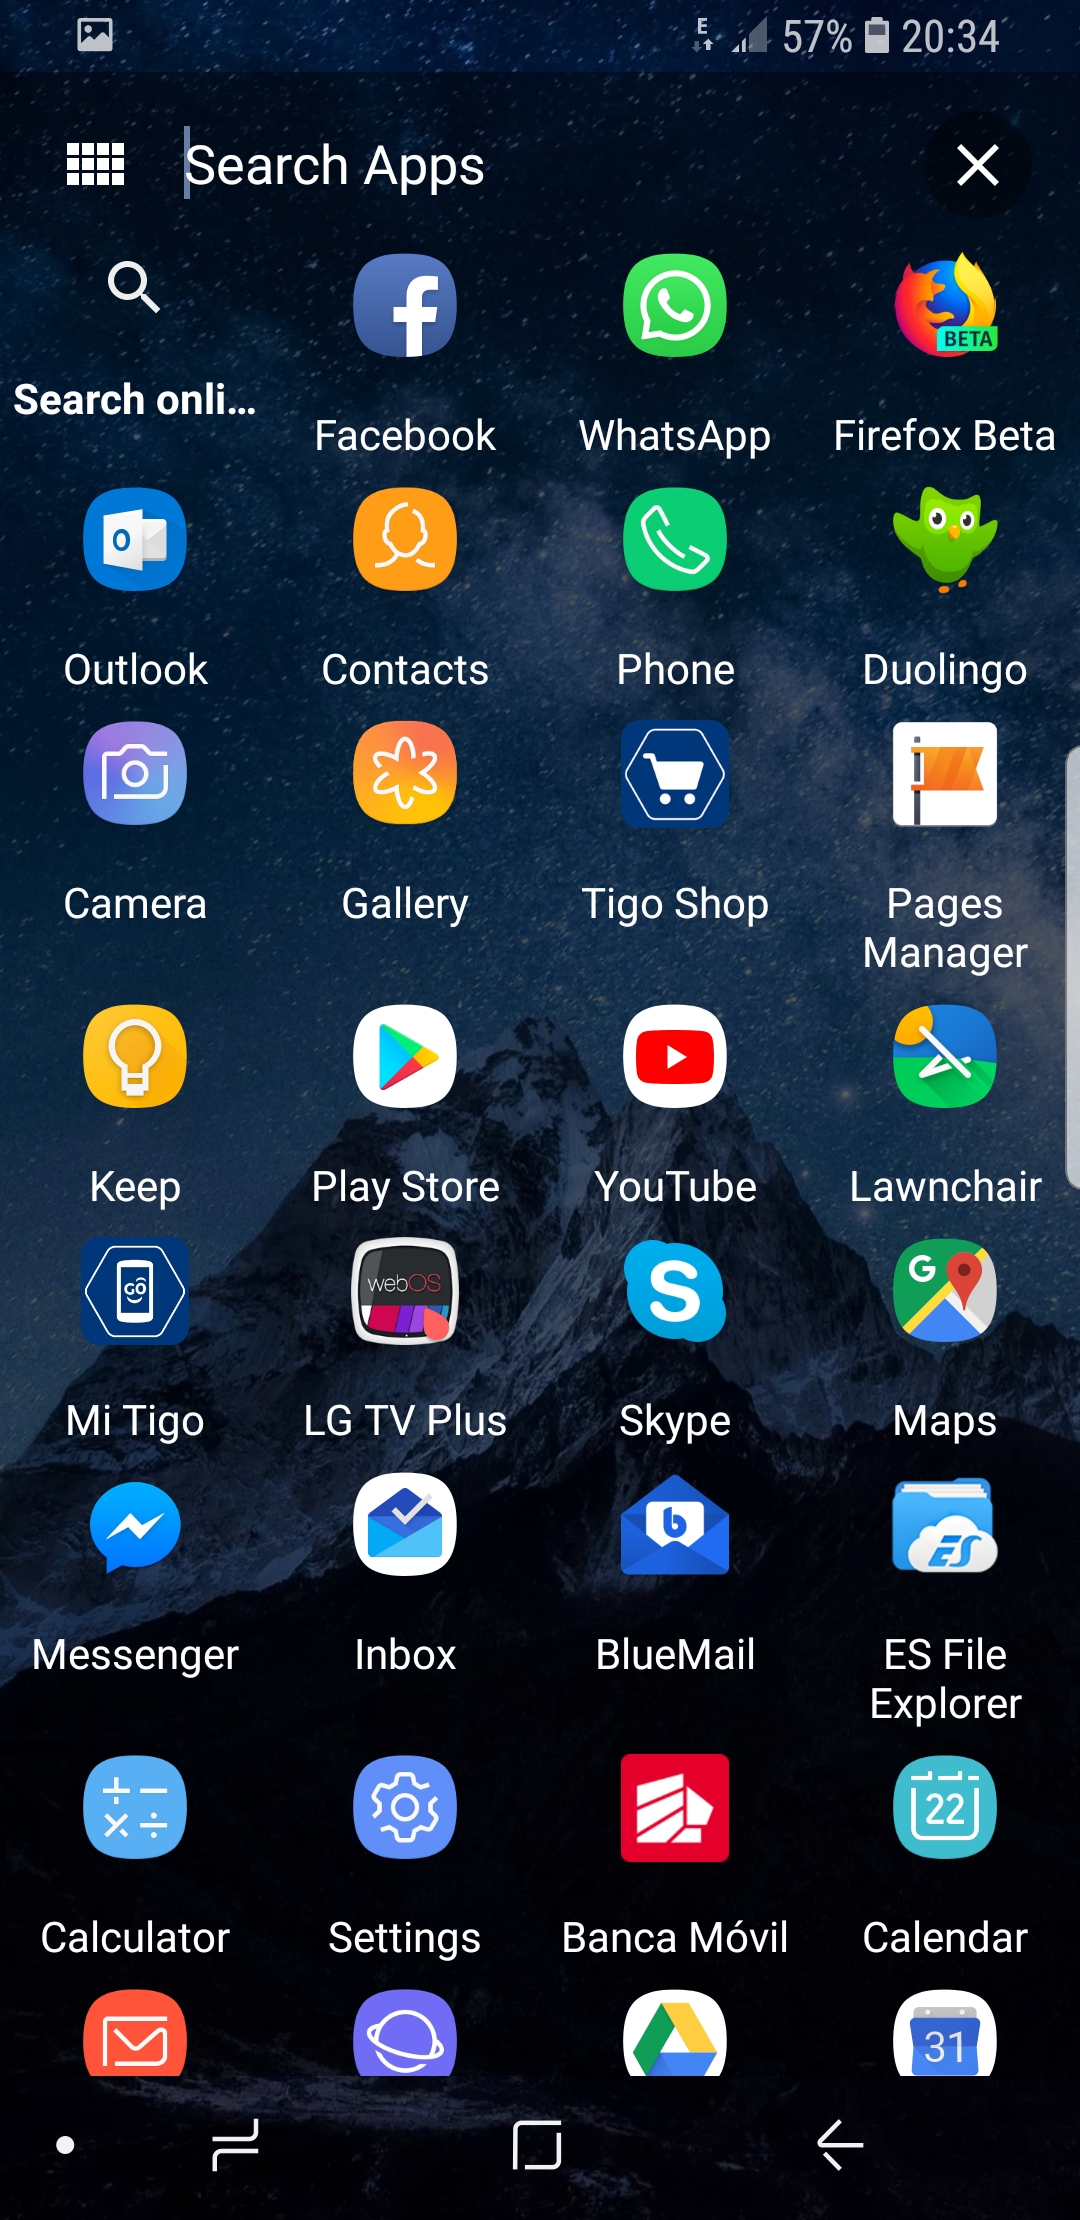 E 57% 20:34
Search Apps
Search onli...
Facebook
WhatsApp
BETA
Firefox Beta
Outlook
Contacts
Phone
Duolingo
Camera
Gallery
Tigo Shop
Pages
Manager
Keep
Play Store
YouTube
Lawnchair
GO
Mi Tigo
webOS
LG TV Plus
S
Skype
G
Maps
Messenger
Inbox
b
BlueMail
ES
ES File
Explorer
Calculator
Settings
Banca Móvil
22
Calendar
31